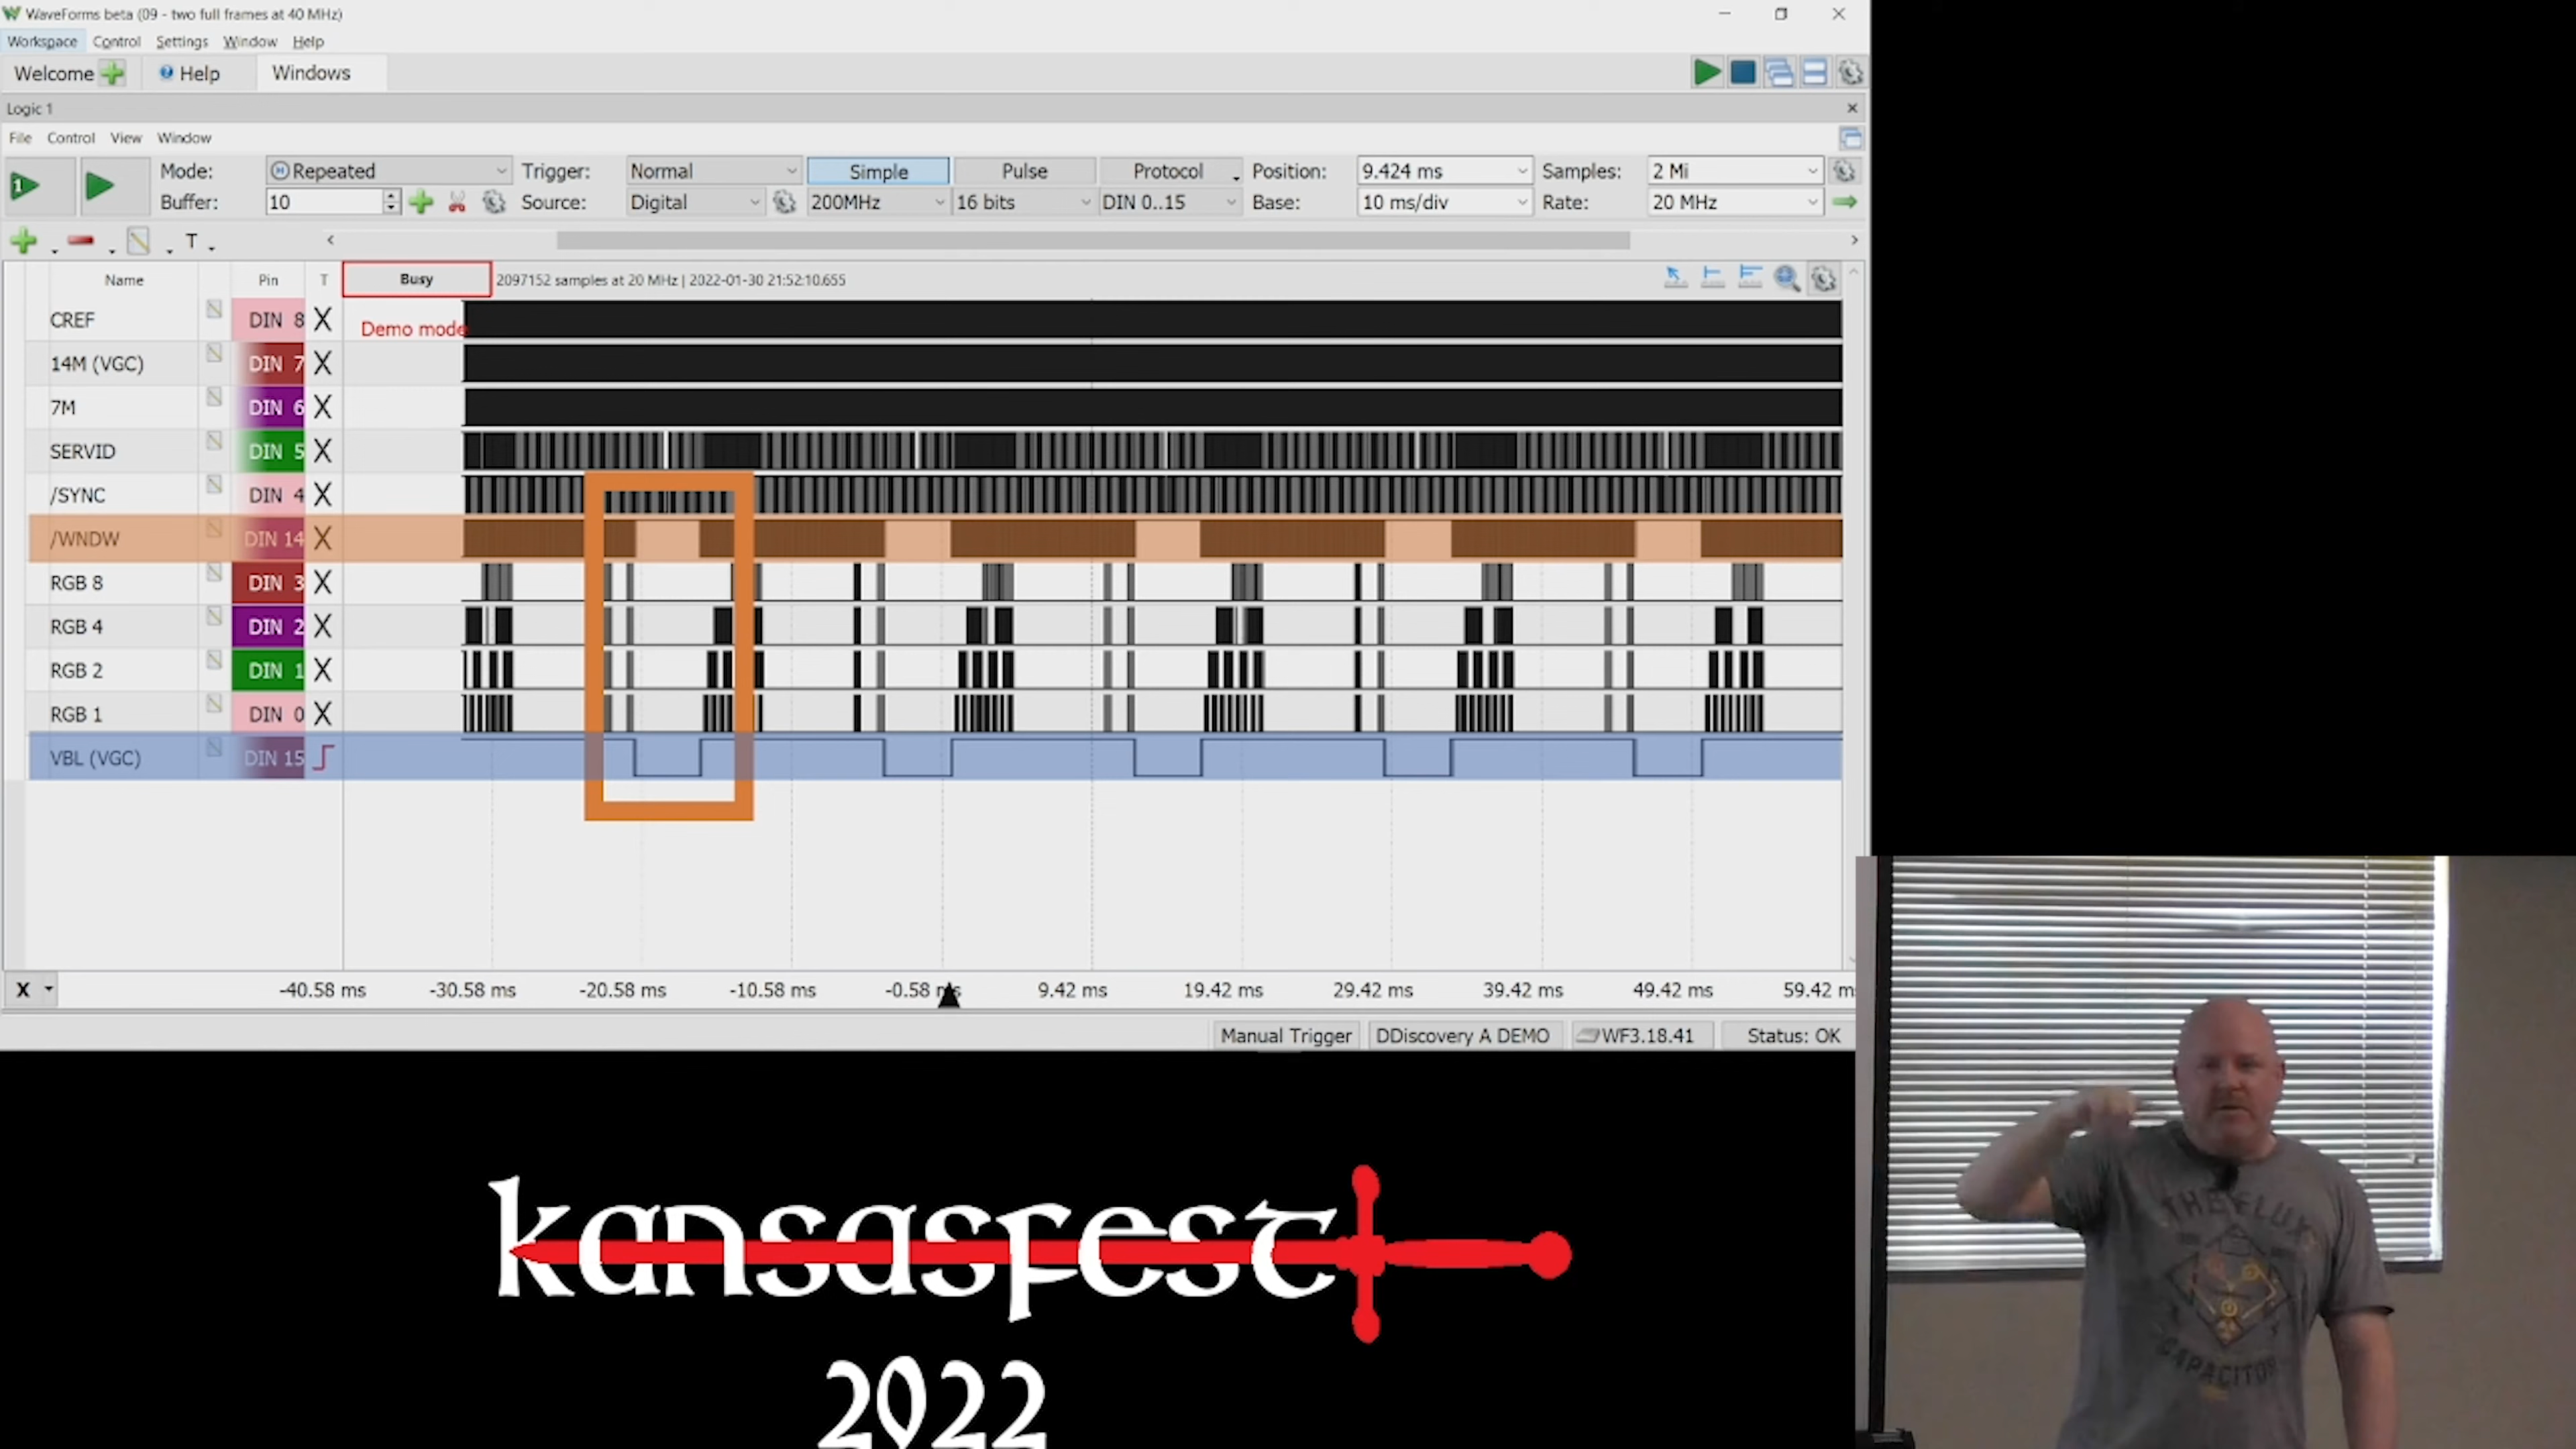 WaveForms beta (09 - two full frames at 40 MHz)
Workspace Control Settings Window Help
Welcome Help Windows
Logic 1
File Control View Window
Mode: Repeated Trigger: Normal Simple Pulse Protocol Position: 9.424 ms Samples: 2 Mi
1
Buffer: 10 Source: Digital 200MHz 16 bits DIN 0..15 Base: 10 ms/div Rate: 20 MHz
T
Name Pin T Busy 2097152 samples at 20 MHz | 2022-01-30 21:52:10.655
CREF DIN 8 X Demo mode
14M (VGC) DIN 7 X
7M DIN 6 X
SERVID DIN 5 X
/SYNC DIN 4 X
/WNDW DIN 14 X
RGB 8 DIN 3 X
RGB 4 DIN 2 X
RGB 2 DIN 1 X
RGB 1 DIN 0 X
VBL (VGC) DIN 15
X -40.58 ms -30.58 ms -20.58 ms -10.58 ms -0.58 ms 9.42 ms 19.42 ms 29.42 ms 39.42 ms 49.42 ms 59.42 m
Manual Trigger DDiscovery A DEMO WF3.18.41 Status: OK
kansasfest
2022
THE FLUX
CAPACITOR